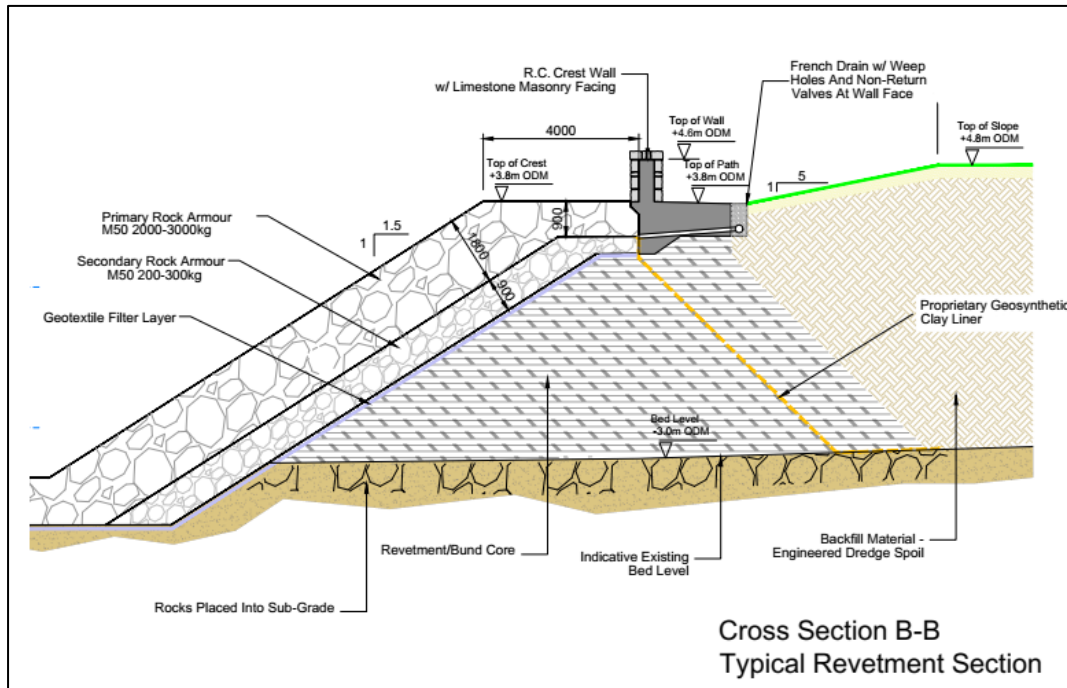 R.C. Crest Wall
w/ Limestone Masonry Facing
French Drain w/ Weep
Holes And Non-Return
Valves At Wall Face
4000
Top of Wall
+4.6m ODM
Top of Slope
+4.8m ODM
Top of Crest
+3.8m ODM
Top of Path
+3.8m ODM
5
1
900
Primary Rock Armour
M50 2000-3000kg
1.5
1
1800
Secondary Rock Armour
M50 200-300kg
900
Geotextile Filter Layer
Proprietary Geosynthetic
Clay Liner
Bed Level
-3.0m ODM
Revetment/Bund Core
Indicative Existing
Bed Level
Backfill Material -
Engineered Dredge Spoil
Rocks Placed Into Sub-Grade
Cross Section B-B
Typical Revetment Section